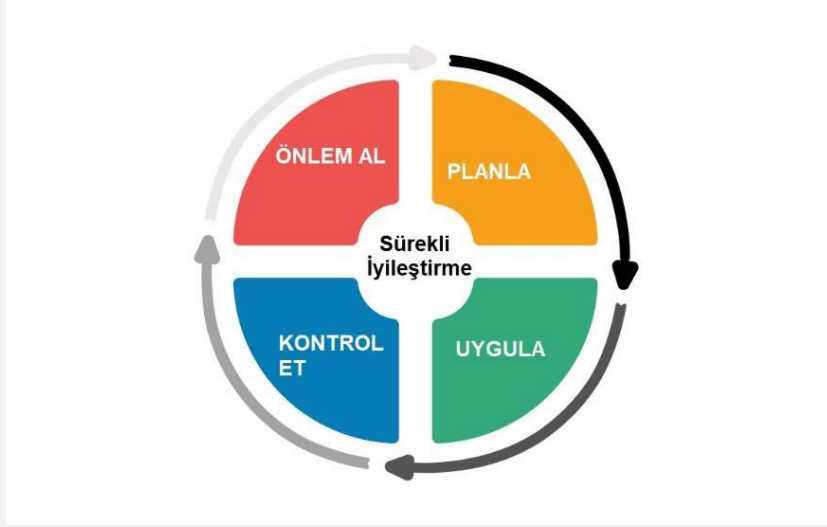 ÖNLEM AL
PLANLA
Sürekli
İyileştirme
KONTROL
ET
UYGULA